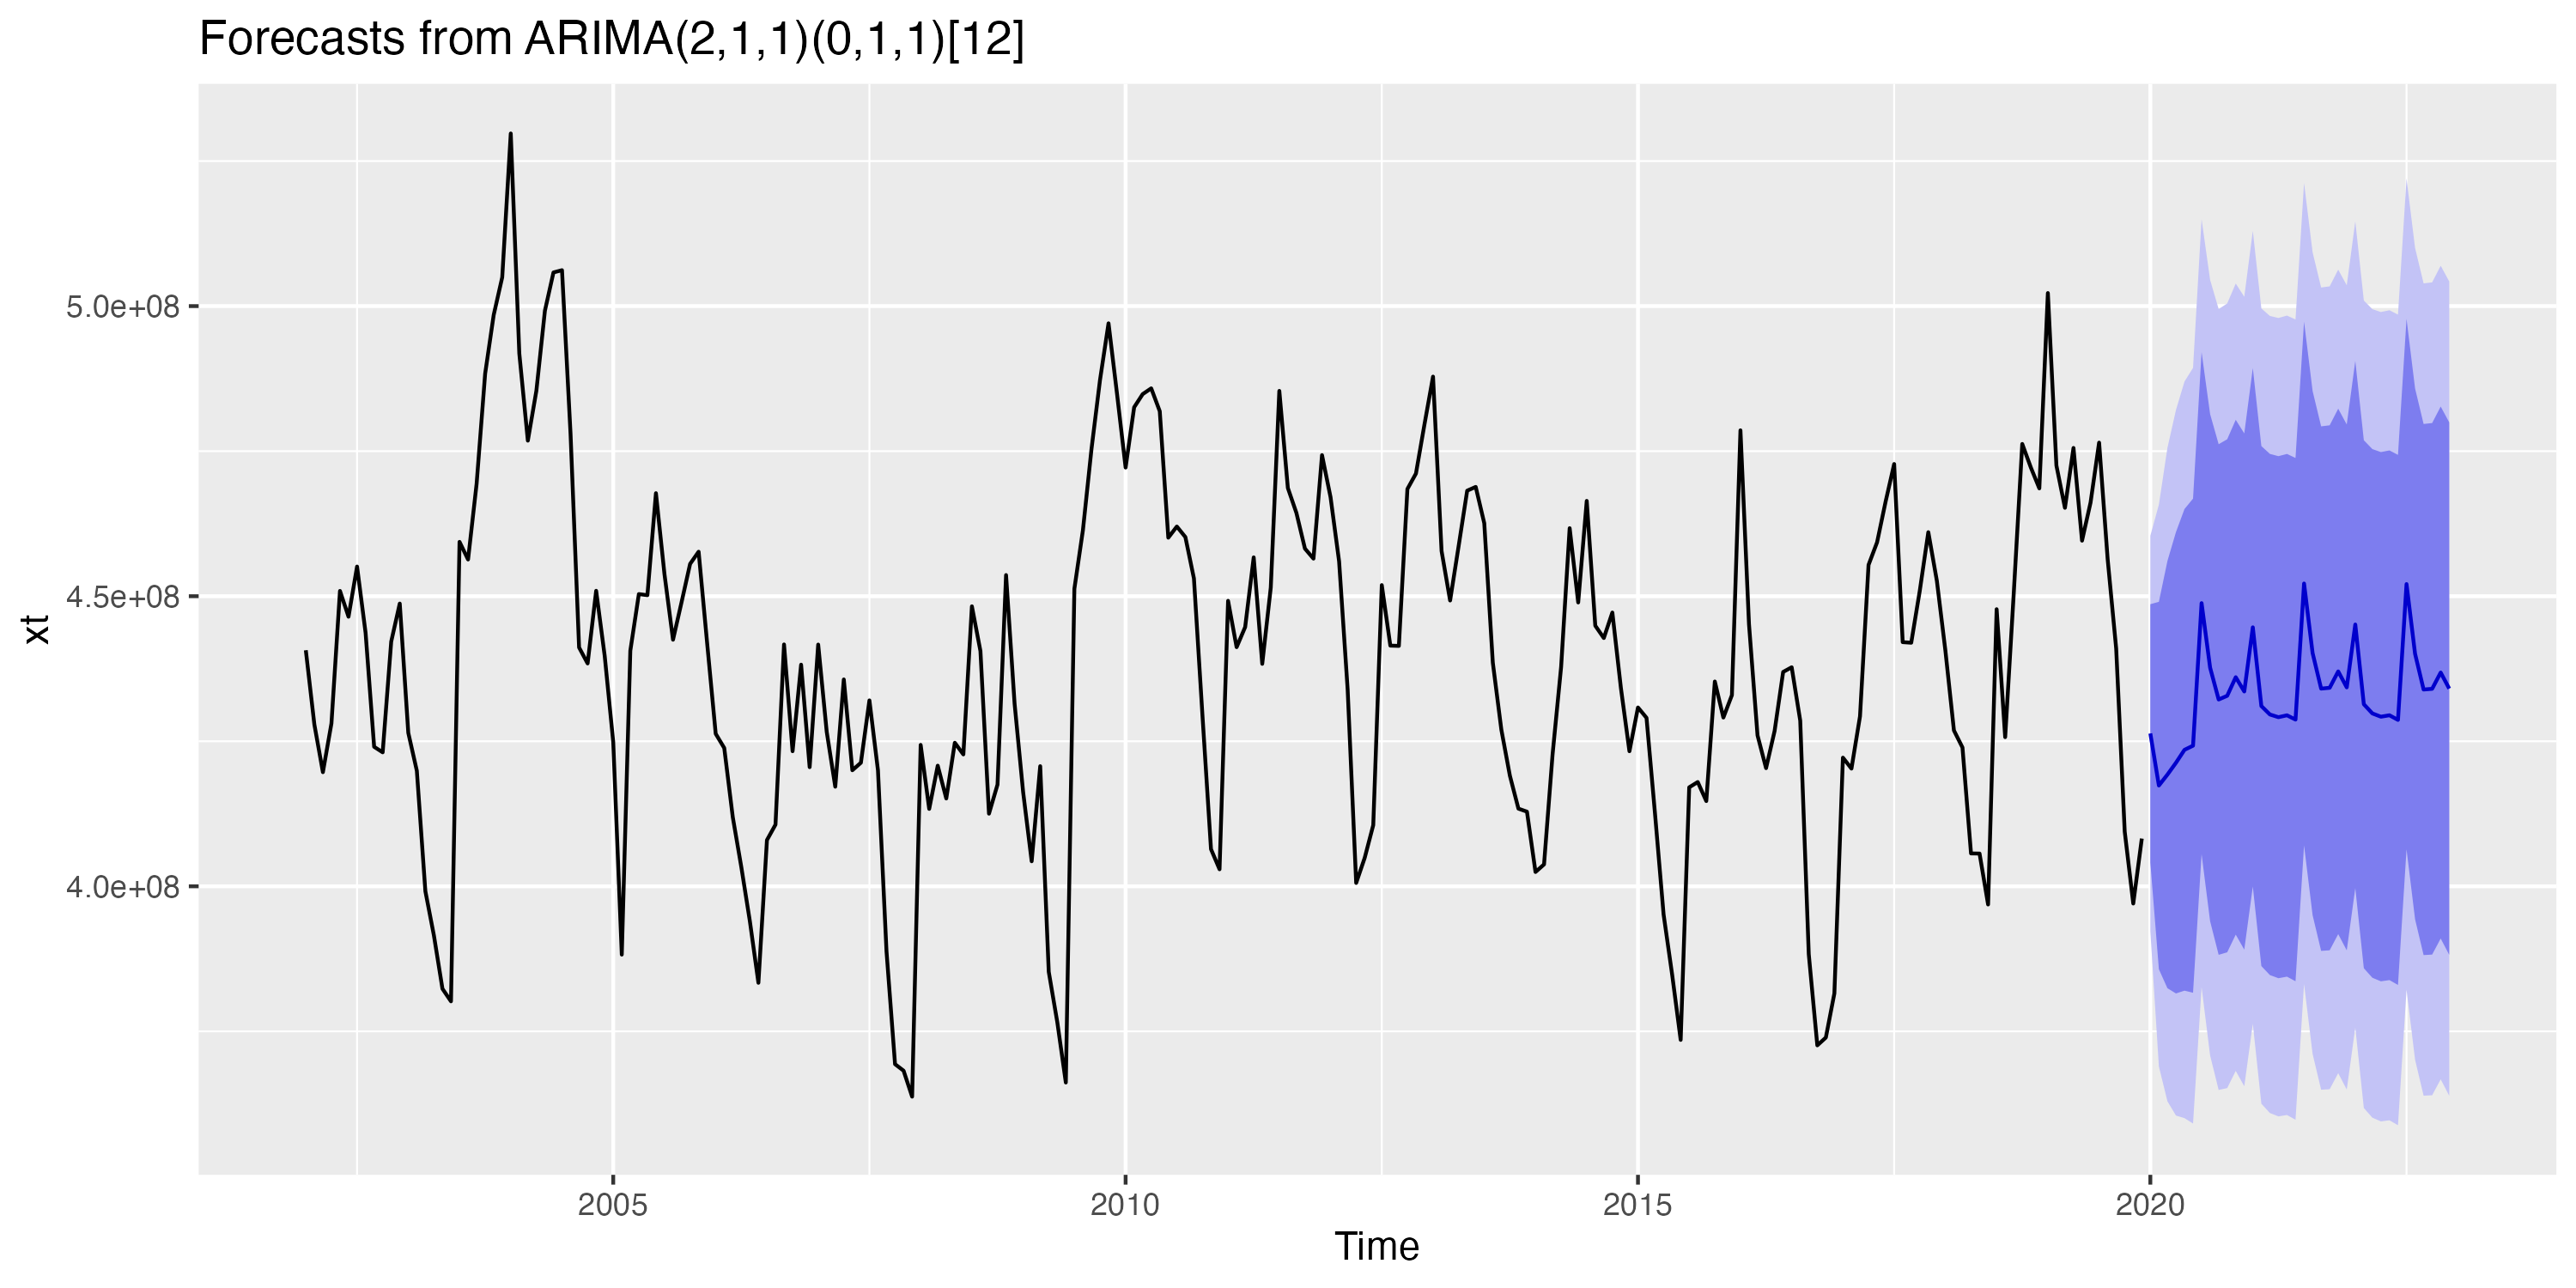 Forecasts from ARIMA(2,1,1)(0,1,1)[12]
xt
5.0e+08
4.5e+08
4.0e+08
2005
2010
2015
2020
Time